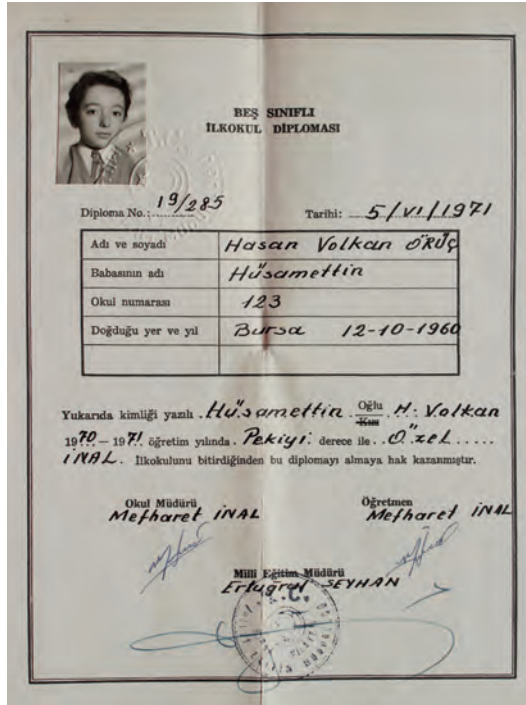 BEŞ SINIFLI
İLKOKUL DİPLOMASI
Diploma No.: 19/285 Tarihi: 5/VI/1971
Adı ve soyadı Hasan Volkan ÖRÜÇ
Babasının adı Hüsamettin
Okul numarası 123
Doğduğu yer ve yıl Bursa 12-10-1960
Yukarıda kimliği yazılı Hüsamettin Oğlu Kızı H. Volkan
1970 - 1971 öğretim yılında Pekiyi derece ile Özel
İNAL. İlkokulunu bitirdiğinden bu diplomayı almaya hak kazanmıştır.
Okul Müdürü Öğretmen
Mefharet İNAL Mefharet İNAL
Milli Eğitim Müdürü
Ertuğrul SEYHAN
T.C.